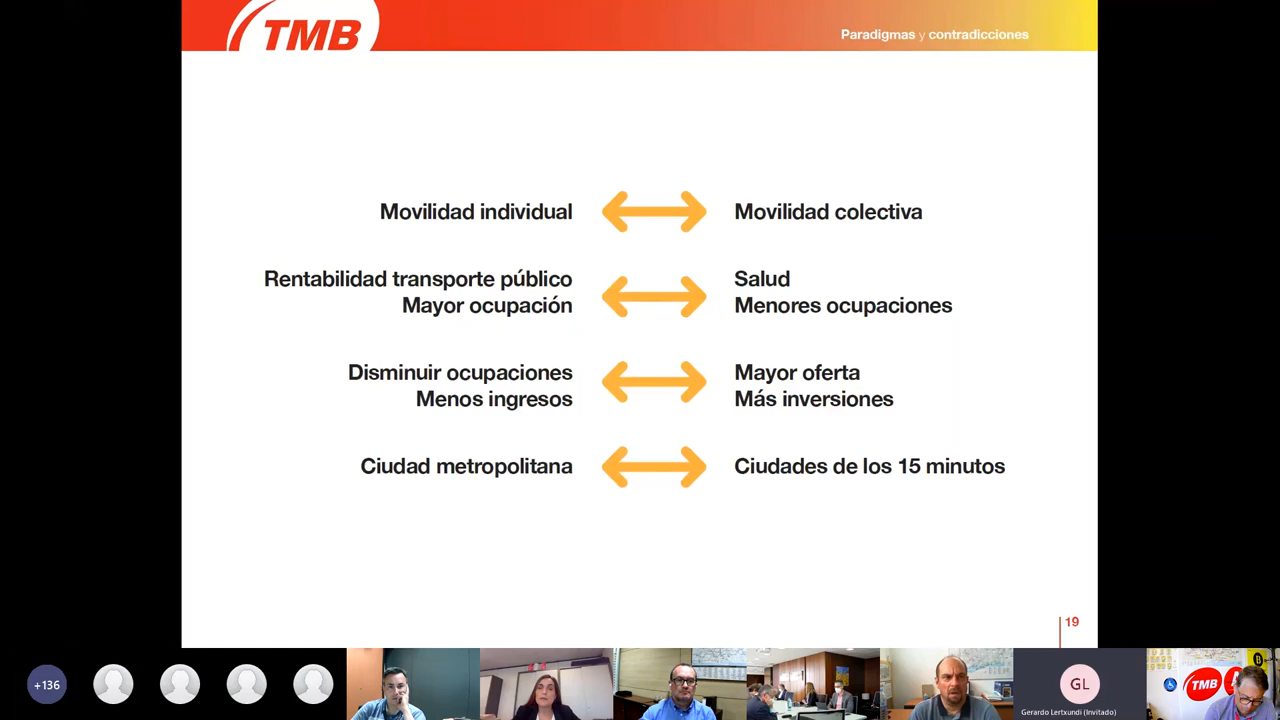 TMB
Paradigmas y contradicciones
Movilidad individual
Movilidad colectiva
Rentabilidad transporte público
Mayor ocupación
Salud
Menores ocupaciones
Disminuir ocupaciones
Menos ingresos
Mayor oferta
Más inversiones
Ciudad metropolitana
Ciudades de los 15 minutos
19
+136
GL
Gerardo Lertxundi (Invitado)
TMB